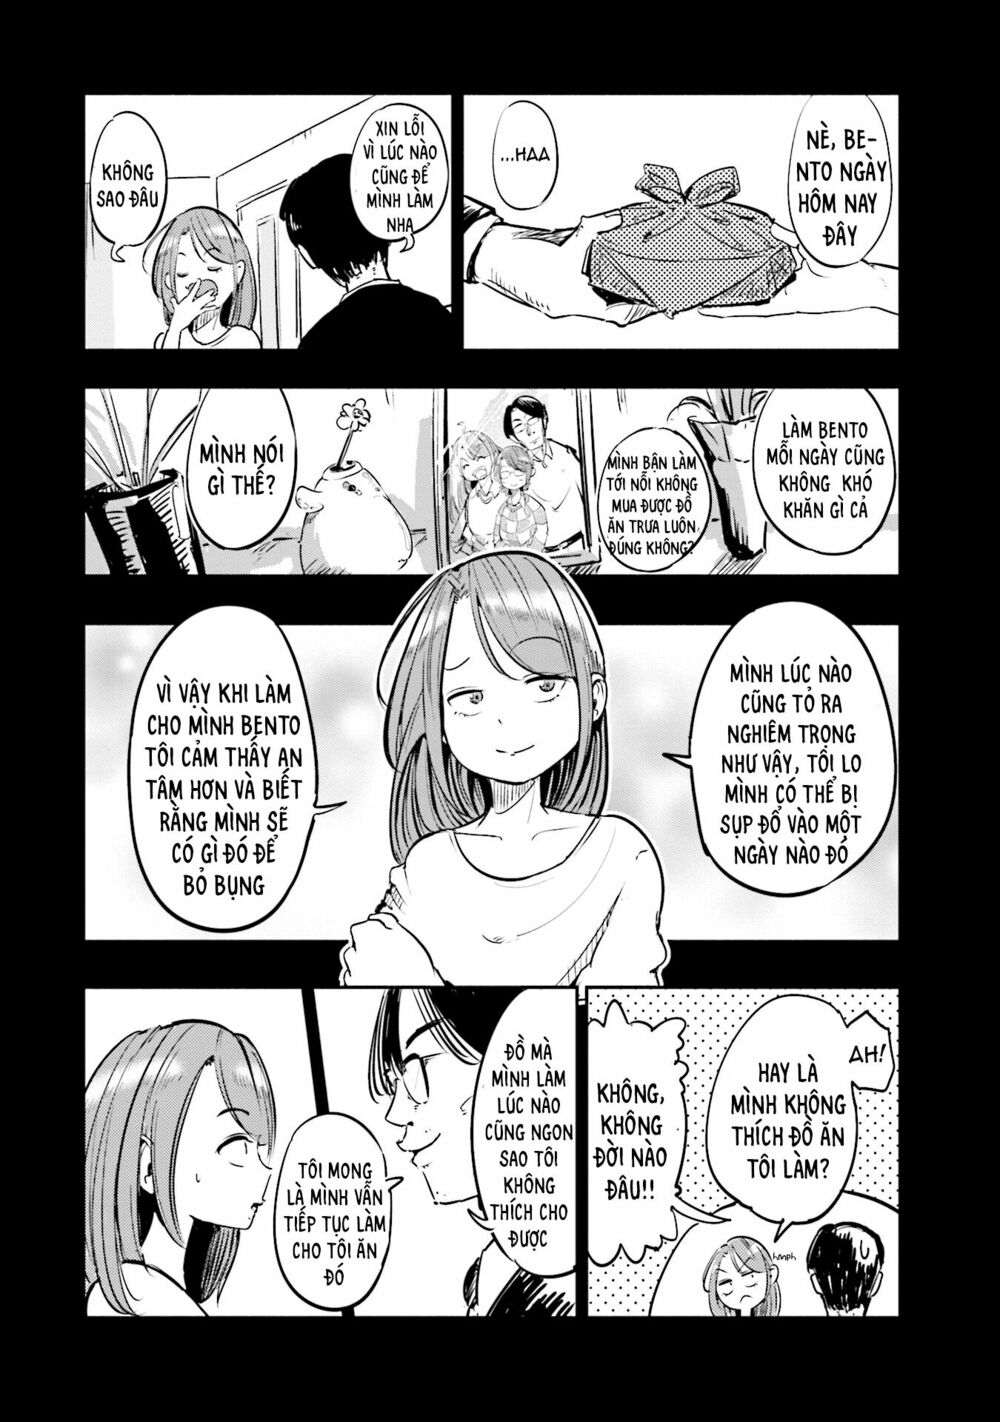 NÈ, BE-
NTO NGÀY
HÔM NAY
ĐÂY
...HAA
XIN LỖI
VÌ LÚC NÀO
CŨNG ĐỂ
MÌNH LÀM
NHA
KHÔNG
SAO ĐÂU
LÀM BENTO
MỖI NGÀY CŨNG
KHÔNG KHÓ
KHĂN GÌ CẢ
MÌNH BẬN LÀM
TỚI NỖI KHÔNG
MUA ĐƯỢC ĐỒ
ĂN TRƯA LUÔN
ĐÚNG KHÔNG?
MÌNH NÓI
GÌ THẾ?
MÌNH LÚC NÀO
CŨNG TỎ RA
NGHIÊM TRỌNG
NHƯ VẬY, TÔI LO
MÌNH CÓ THỂ BỊ
SỤP ĐỔ VÀO MỘT
NGÀY NÀO ĐÓ
VÌ VẬY KHI LÀM
CHO MÌNH BENTO
TÔI CẢM THẤY AN
TÂM HƠN VÀ BIẾT
RẰNG MÌNH SẼ
CÓ GÌ ĐÓ ĐỂ
BỎ BỤNG
AH!
HAY LÀ
MÌNH KHÔNG
THÍCH ĐỒ ĂN
TÔI LÀM?
HMPH
KHÔNG,
KHÔNG
ĐỜI NÀO
ĐÂU!!
ĐỒ MÀ
MÌNH LÀM
LÚC NÀO
CŨNG NGON
SAO TÔI
KHÔNG
THÍCH CHO
ĐƯỢC
TÔI MONG
LÀ MÌNH VẪN
TIẾP TỤC LÀM
CHO TÔI ĂN
ĐÓ